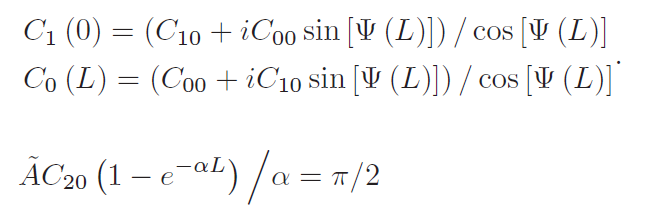 C₁ (0) = (C₁₀ + iC₀₀ sin [Ψ (L)]) / cos [Ψ (L)]
C₀ (L) = (C₀₀ + iC₁₀ sin [Ψ (L)]) / cos [Ψ (L)].
ÃC₂₀ (1 − e^{−αL}) / α = π/2